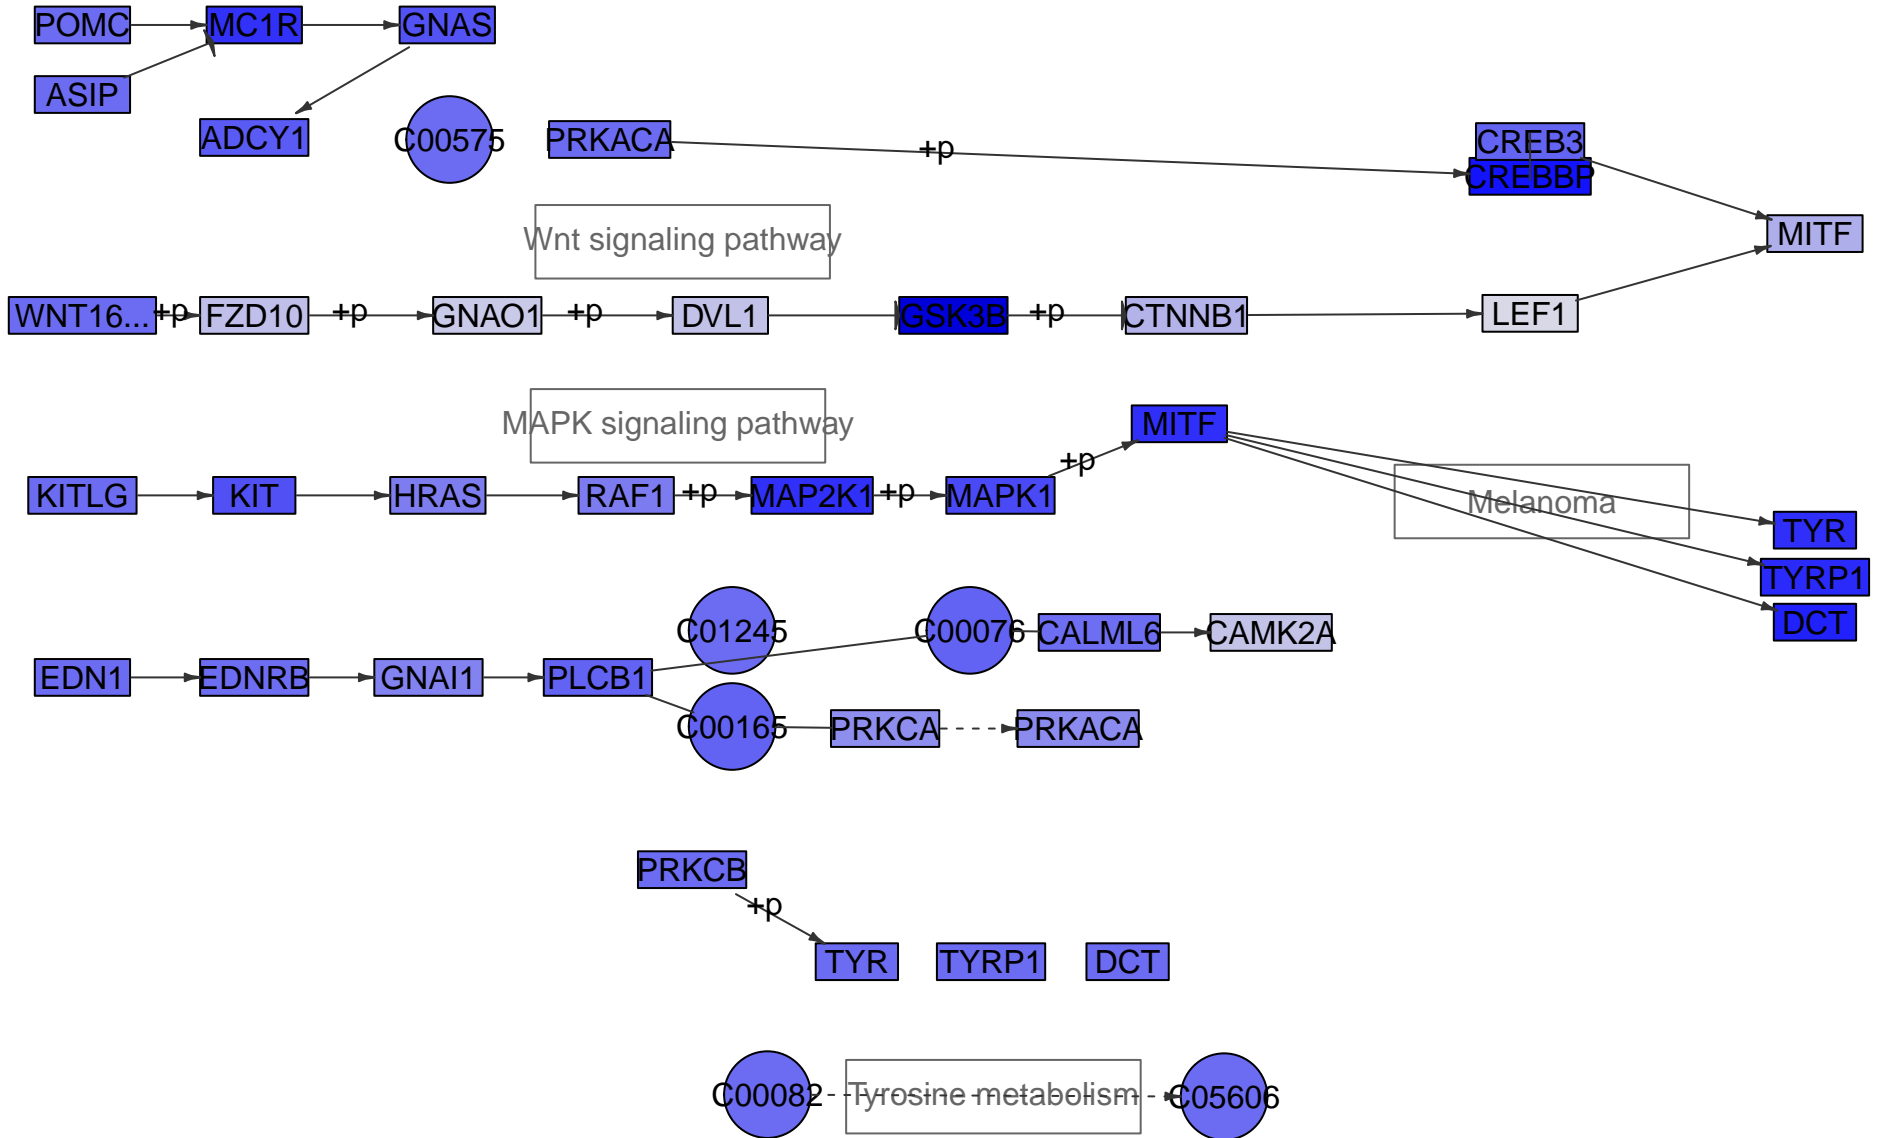 POMC
MC1R
GNAS
ASIP
ADCY1
C00575
PRKACA
+p
CREB3
CREBBP
MITF
Wnt signaling pathway
WNT16...
+p
FZD10
+p
GNAO1
+p
DVL1
GSK3B
+p
CTNNB1
LEF1
MAPK signaling pathway
MITF
+p
KITLG
KIT
HRAS
RAF1
+p
MAP2K1
+p
MAPK1
Melanoma
TYR
TYRP1
DCT
C01245
C00076
CALML6
CAMK2A
EDN1
EDNRB
GNAI1
PLCB1
C00165
PRKCA
PRKACA
PRKCB
+p
TYR
TYRP1
DCT
C00082
Tyrosine metabolism
C05606